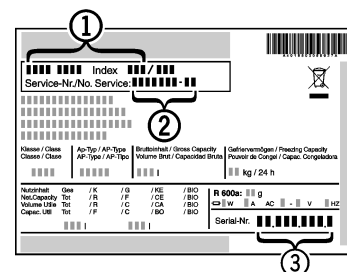 1
Index /
Service-Nr./No. Service: -
2
Klasse / Class
Classe / Clase
Ap-Typ / AP-Type
AP-Type / AP-Tipo
Bruttoinhalt / Gross Capacity
Volume Brut / Capacidad Bruta
l
Gefriervermögen / Freezing Capacity
Pouvoir de Congel / Capac. Congeladora
kg / 24 h
Nutzinhalt Ges / K / G / KE / BIO
Net.Capacity Tot / R / F / CE / BIO
Volume Utile Tot / R / C / CA / BIO
Capac. Util Tot / F / C / BO / BIO
l l
R 600a: g
W A AC - V HZ
Serial-Nr.
3